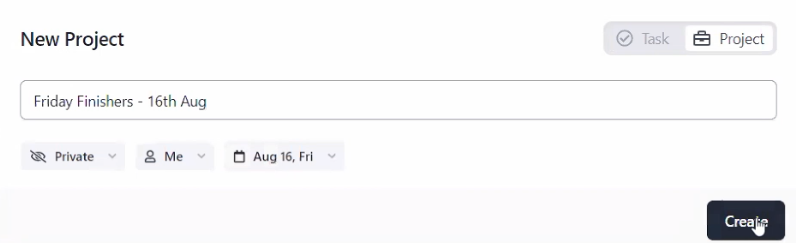 New Project
Task
Project
Friday Finishers - 16th Aug
Private
Me
Aug 16, Fri
Create